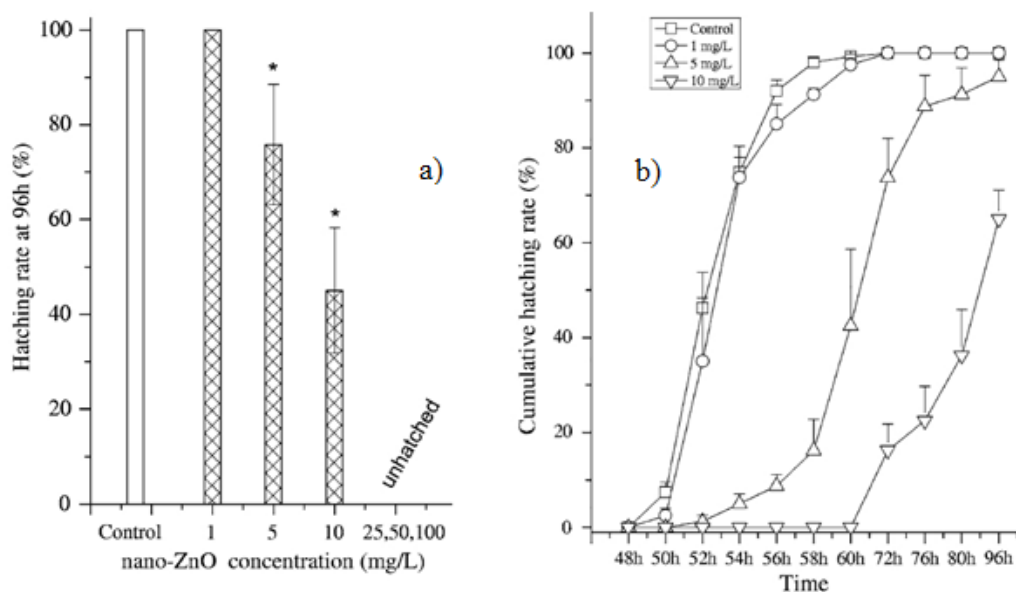 Hatching rate at 96h (%)
100
80
60
40
20
0
a)
*
*
unhatched
Control 1 5 10 25,50,100
nano-ZnO concentration (mg/L)
Cumulative hatching rate (%)
100
80
60
40
20
0
Control
1 mg/L
5 mg/L
10 mg/L
b)
48h 50h 52h 54h 56h 58h 60h 72h 76h 80h 96h
Time